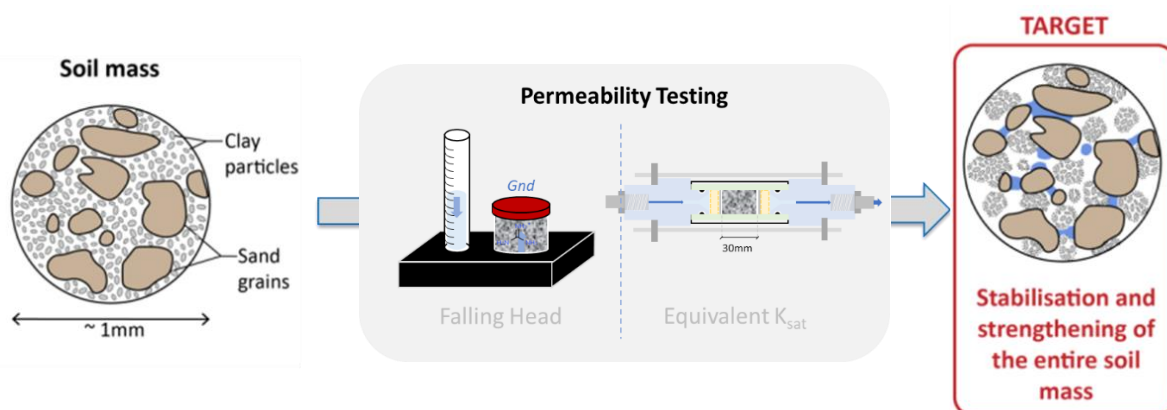 Soil mass
Clay
particles
Sand
grains
~ 1mm
Permeability Testing
Gnd
Falling Head
30mm
Equivalent Ksat
TARGET
Stabilisation and
strengthening of
the entire soil
mass